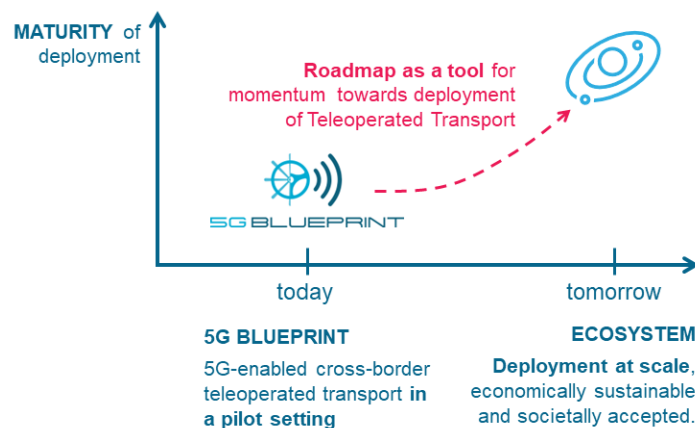 MATURITY of
deployment
Roadmap as a tool for
momentum towards deployment
of Teleoperated Transport
5G BLUEPRINT
today
tomorrow
5G BLUEPRINT
5G-enabled cross-border
teleoperated transport in
a pilot setting
ECOSYSTEM
Deployment at scale,
economically sustainable
and societally accepted.